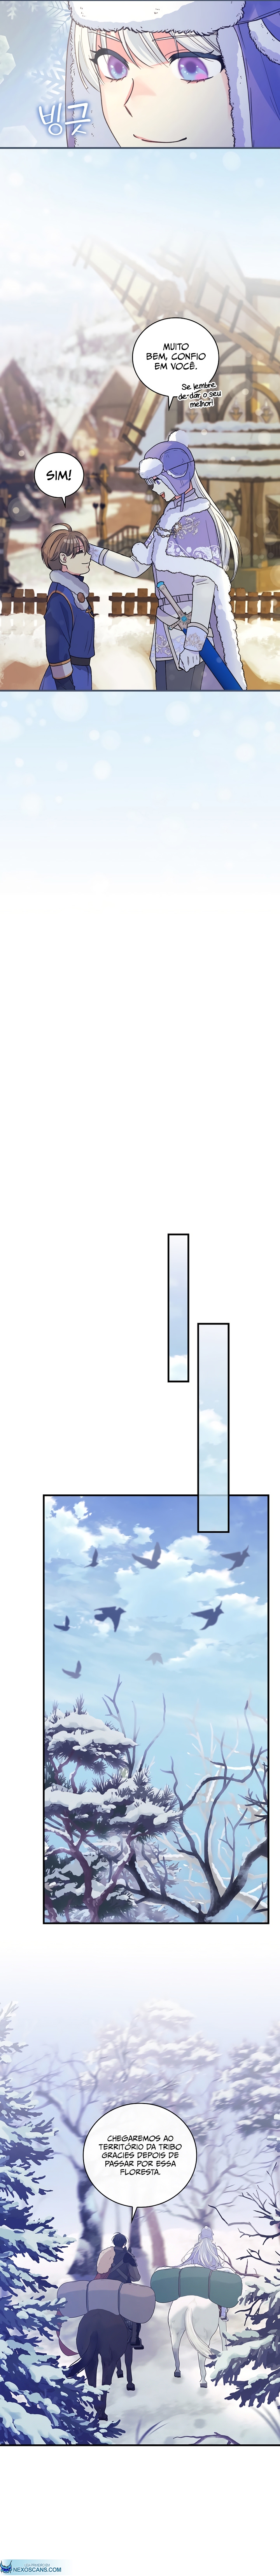 빙긋
MUITO
BEM, CONFIO
EM VOCÊ.
Se lembre
de dar o seu
melhor!
SIM!
CHEGAREMOS AO
TERRITÓRIO DA TRIBO
GRACIES DEPOIS DE
PASSAR POR ESSA
FLORESTA.
NEXOSCANS.COM